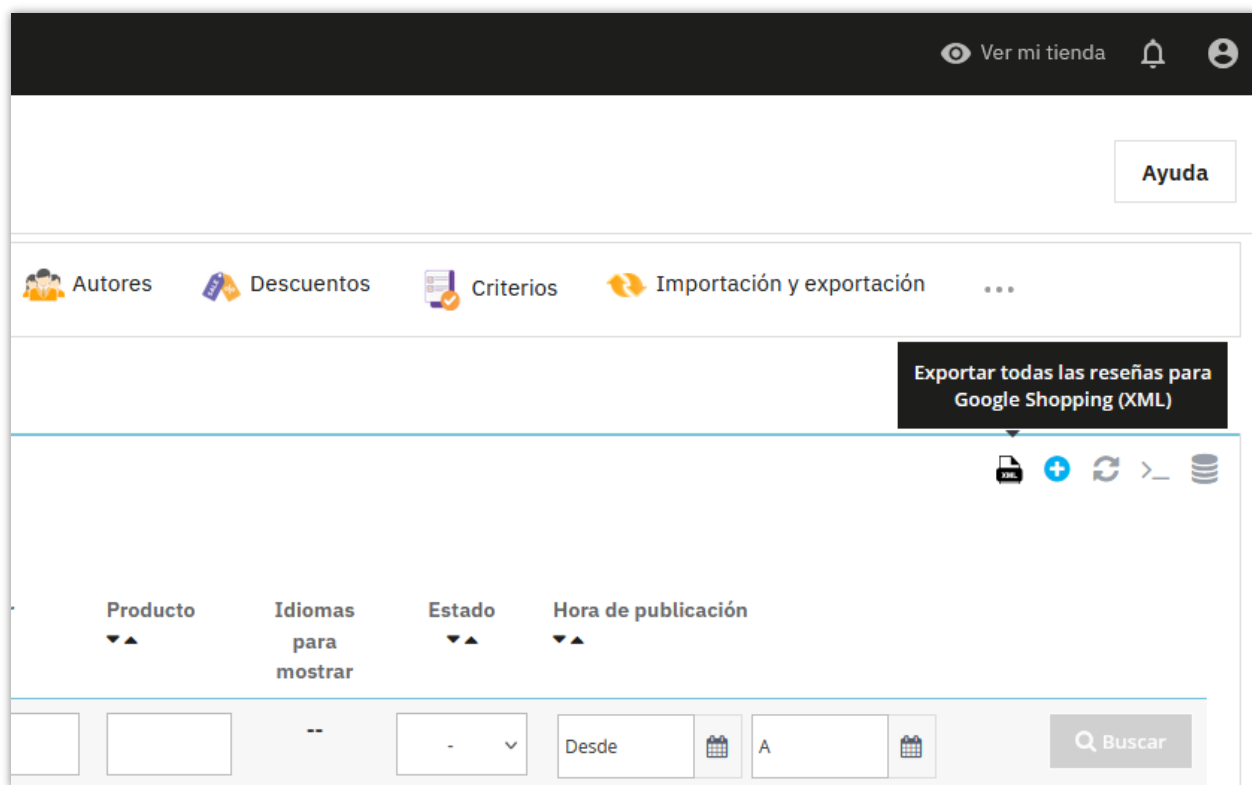 Ver mi tienda
Ayuda
Autores
Descuentos
Criterios
Importación y exportación
...
Exportar todas las reseñas para
Google Shopping (XML)
XML
>_
Producto
Idiomas
para
mostrar
Estado
Hora de publicación
--
-
Desde
A
Buscar